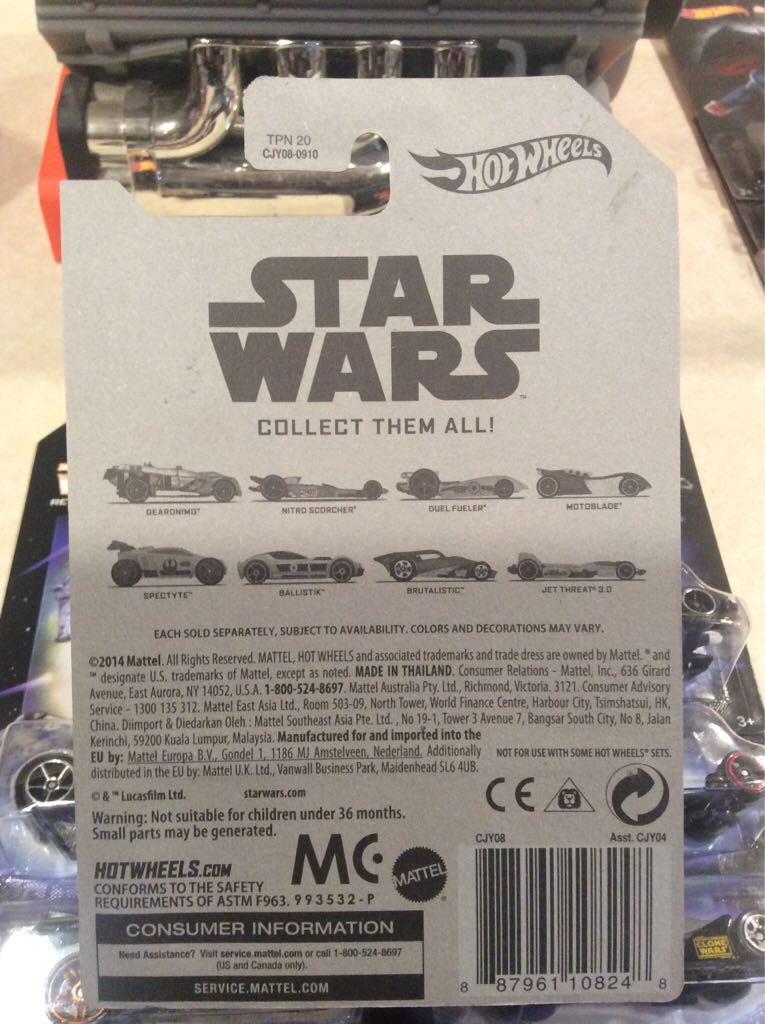 TPN 20
CJY08-0910
HOT WHEELS
STAR
WARS™
COLLECT THEM ALL!
GEARONIMO® NITRO SCORCHER® DUEL FUELER® MOTOBLADE®
SPECTYTE™ BALLISTIK™ BRUTALISTIC™ JET THREAT® 3.0
EACH SOLD SEPARATELY, SUBJECT TO AVAILABILITY. COLORS AND DECORATIONS MAY VARY.
©2014 Mattel. All Rights Reserved. MATTEL, HOT WHEELS and associated trademarks and trade dress are owned by Mattel. ® and
™ designate U.S. trademarks of Mattel, except as noted. MADE IN THAILAND. Consumer Relations - Mattel, Inc., 636 Girard
Avenue, East Aurora, NY 14052, U.S.A. 1-800-524-8697. Mattel Australia Pty. Ltd., Richmond, Victoria. 3121. Consumer Advisory
Service - 1300 135 312. Mattel East Asia Ltd., Room 503-09, North Tower, World Finance Centre, Harbour City, Tsimshatsui, HK,
China. Diimport & Diedarkan Oleh : Mattel Southeast Asia Pte. Ltd. , No 19-1, Tower 3 Avenue 7, Bangsar South City, No 8, Jalan
Kerinchi, 59200 Kuala Lumpur, Malaysia. Manufactured for and imported into the
EU by: Mattel Europa B.V., Gondel 1, 1186 MJ Amstelveen, Nederland. Additionally
distributed in the EU by: Mattel U.K. Ltd., Vanwall Business Park, Maidenhead SL6 4UB.
NOT FOR USE WITH SOME HOT WHEELS® SETS.
© & ™ Lucasfilm Ltd. starwars.com
Warning: Not suitable for children under 36 months.
Small parts may be generated.
CE
CJY08 Asst. CJY04
HOTWHEELS.COM
CONFORMS TO THE SAFETY
REQUIREMENTS OF ASTM F963. 993532-P
MC
MATTEL®
CONSUMER INFORMATION
Need Assistance? Visit service.mattel.com or call 1-800-524-8697
(US and Canada only).
SERVICE.MATTEL.COM
8 87961 10824 8
3+
3+
CLONE
WARS